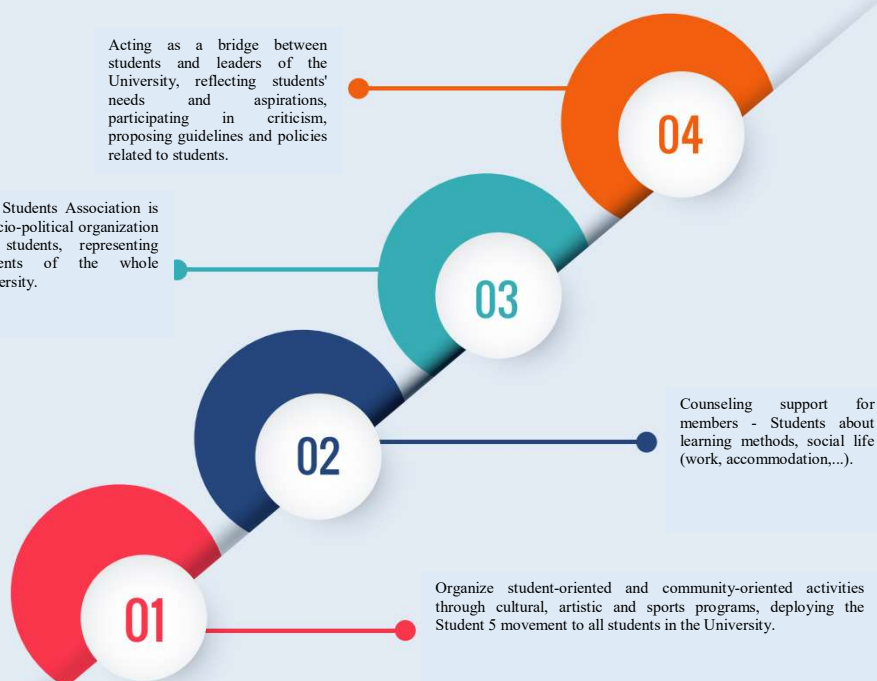 Acting as a bridge between
students and leaders of the
University, reflecting students'
needs and aspirations,
participating in criticism,
proposing guidelines and policies
related to students.
04
Students Association is
cio-political organization
students, representing
ents of the whole
ersity.
03
02
Counseling support for
members - Students about
learning methods, social life
(work, accommodation,...).
01
Organize student-oriented and community-oriented activities
through cultural, artistic and sports programs, deploying the
Student 5 movement to all students in the University.